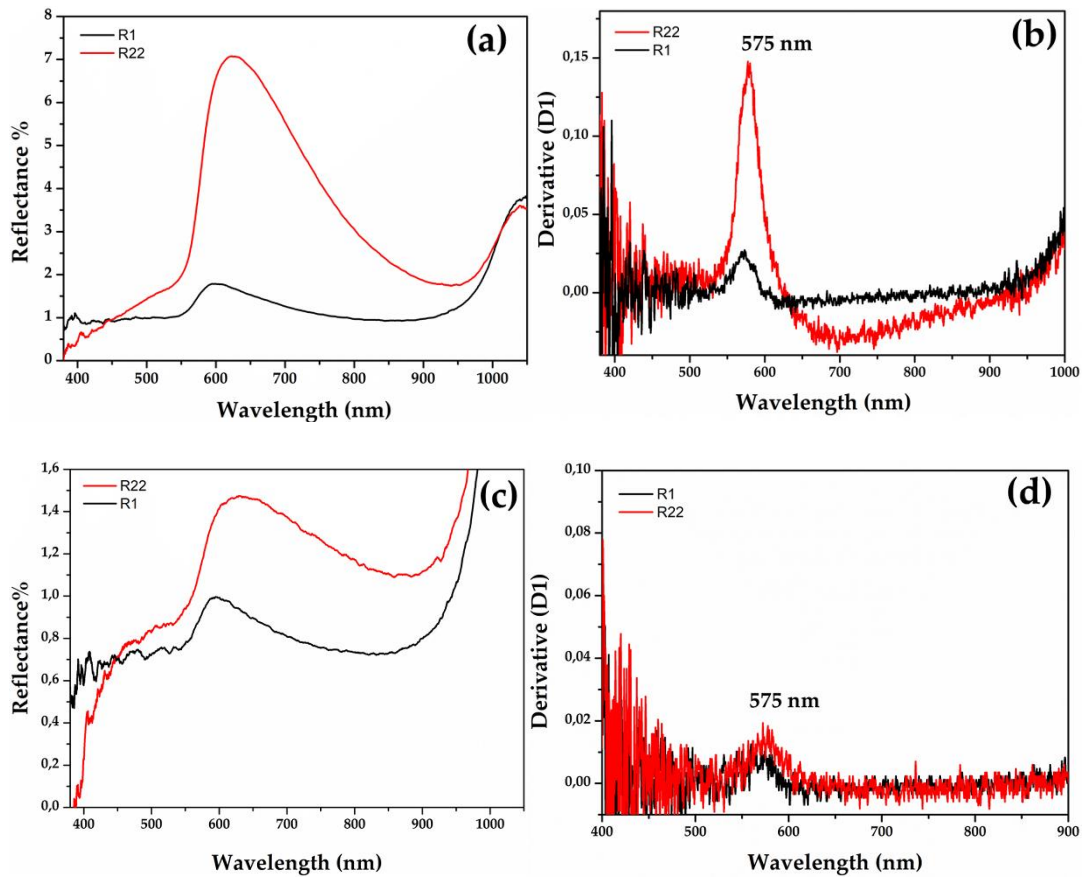 8
7
6
5
4
3
2
1
0
Reflectance %
R1
R22
(a)
400 500 600 700 800 900 1000
Wavelength (nm)
0,15
0,10
0,05
0,00
Derivative (D1)
R22
R1
575 nm
(b)
400 500 600 700 800 900 1000
Wavelength (nm)
1,6
1,4
1,2
1,0
0,8
0,6
0,4
0,2
0,0
Reflectance%
R22
R1
(c)
400 500 600 700 800 900 1000
Wavelength (nm)
0,10
0,08
0,06
0,04
0,02
0,00
Derivative (D1)
R1
R22
575 nm
(d)
400 500 600 700 800 900
Wavelength (nm)